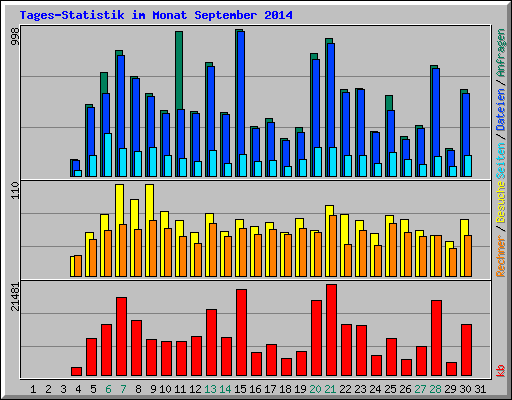 Tages-Statistik im Monat September 2014
998
110
21481
Rechner / Besuche Seiten / Dateien / Anfragen
kb
1 2 3 4 5 6 7 8 9 10 11 12 13 14 15 16 17 18 19 20 21 22 23 24 25 26 27 28 29 30 31